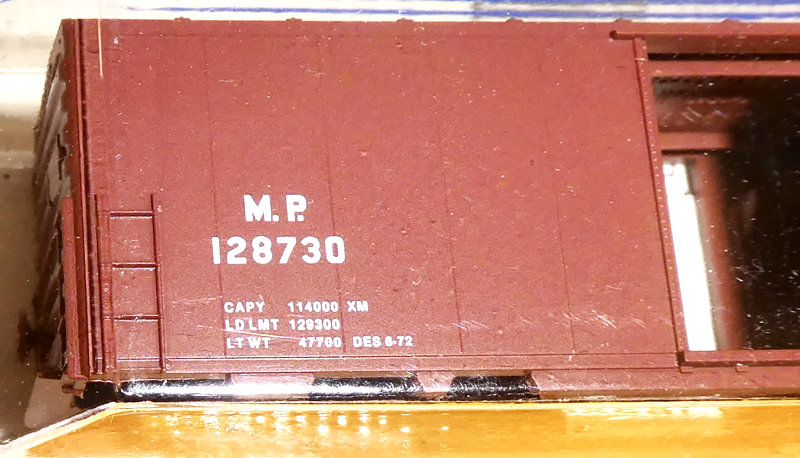 M. P.
128730
CAPY 114000 XM
LD LMT 129300
LT WT 47700 DES 6-72